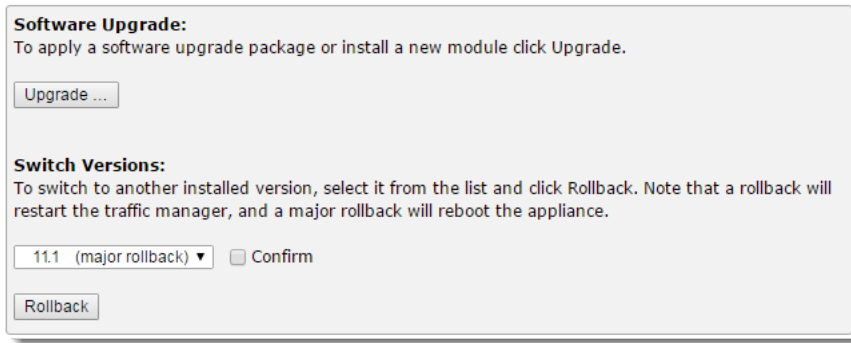 Software Upgrade:
To apply a software upgrade package or install a new module click Upgrade.
Upgrade ...
Switch Versions:
To switch to another installed version, select it from the list and click Rollback. Note that a rollback will
restart the traffic manager, and a major rollback will reboot the appliance.
11.1 (major rollback) ▼ Confirm
Rollback